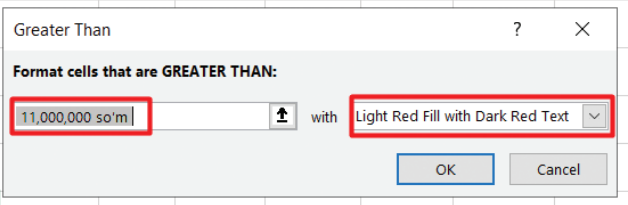 Greater Than ? ×
Format cells that are GREATER THAN:
11,000,000 so'm with Light Red Fill with Dark Red Text
OK Cancel